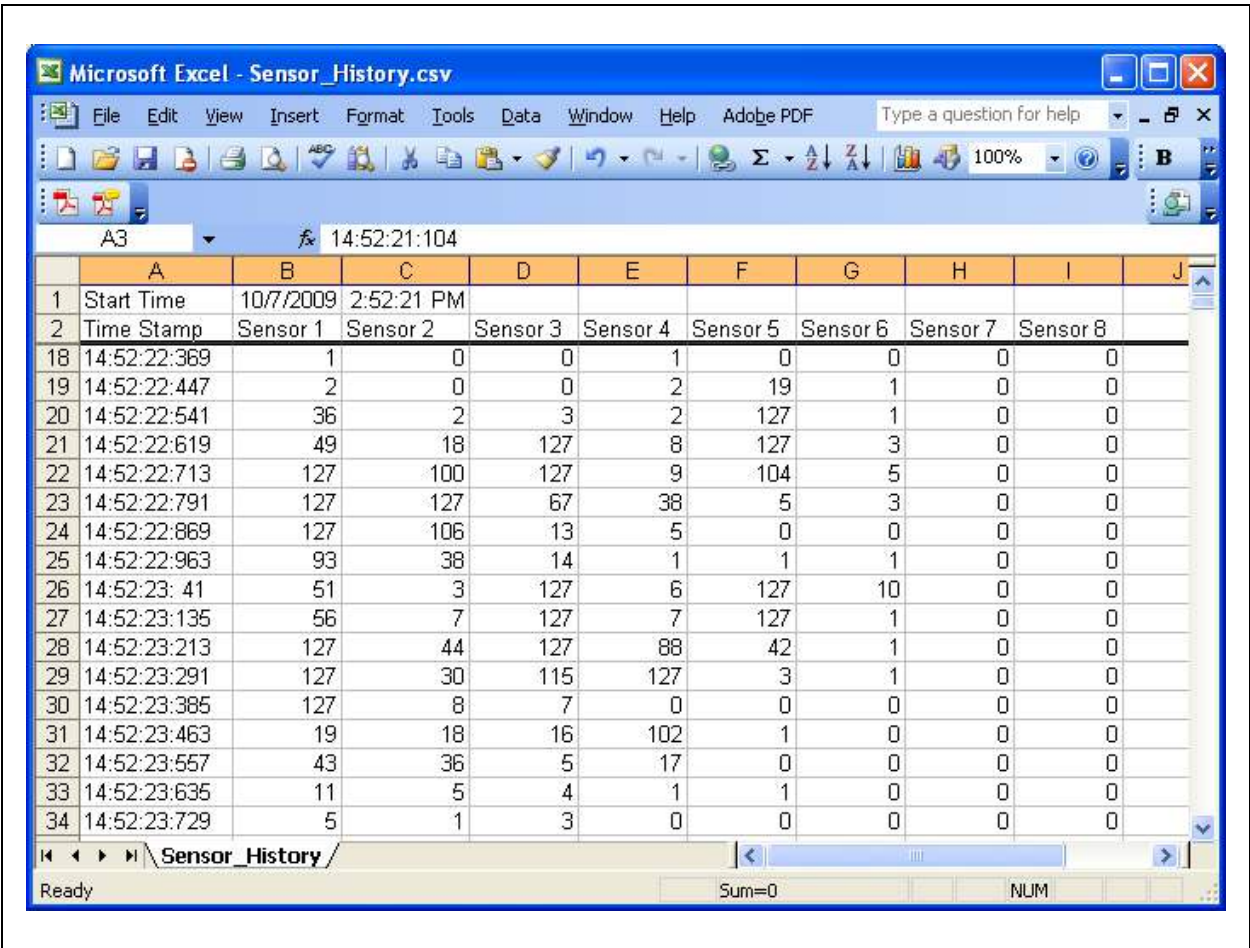 Microsoft Excel - Sensor_History.csv
File Edit View Insert Format Tools Data Window Help Adobe PDF Type a question for help
ABC Σ A Z Z A 100% B
A3 fx 14:52:21:104
A B C D E F G H I J
1 Start Time 10/7/2009 2:52:21 PM
2 Time Stamp Sensor 1 Sensor 2 Sensor 3 Sensor 4 Sensor 5 Sensor 6 Sensor 7 Sensor 8
18 14:52:22:369 1 0 0 1 0 0 0 0
19 14:52:22:447 2 0 0 2 19 1 0 0
20 14:52:22:541 36 2 3 2 127 1 0 0
21 14:52:22:619 49 18 127 8 127 3 0 0
22 14:52:22:713 127 100 127 9 104 5 0 0
23 14:52:22:791 127 127 67 38 5 3 0 0
24 14:52:22:869 127 106 13 5 0 0 0 0
25 14:52:22:963 93 38 14 1 1 1 0 0
26 14:52:23: 41 51 3 127 6 127 10 0 0
27 14:52:23:135 56 7 127 7 127 1 0 0
28 14:52:23:213 127 44 127 88 42 1 0 0
29 14:52:23:291 127 30 115 127 3 1 0 0
30 14:52:23:385 127 8 7 0 0 0 0 0
31 14:52:23:463 19 18 16 102 1 0 0 0
32 14:52:23:557 43 36 5 17 0 0 0 0
33 14:52:23:635 11 5 4 1 1 0 0 0
34 14:52:23:729 5 1 3 0 0 0 0 0
Sensor_History
Ready Sum=0 NUM